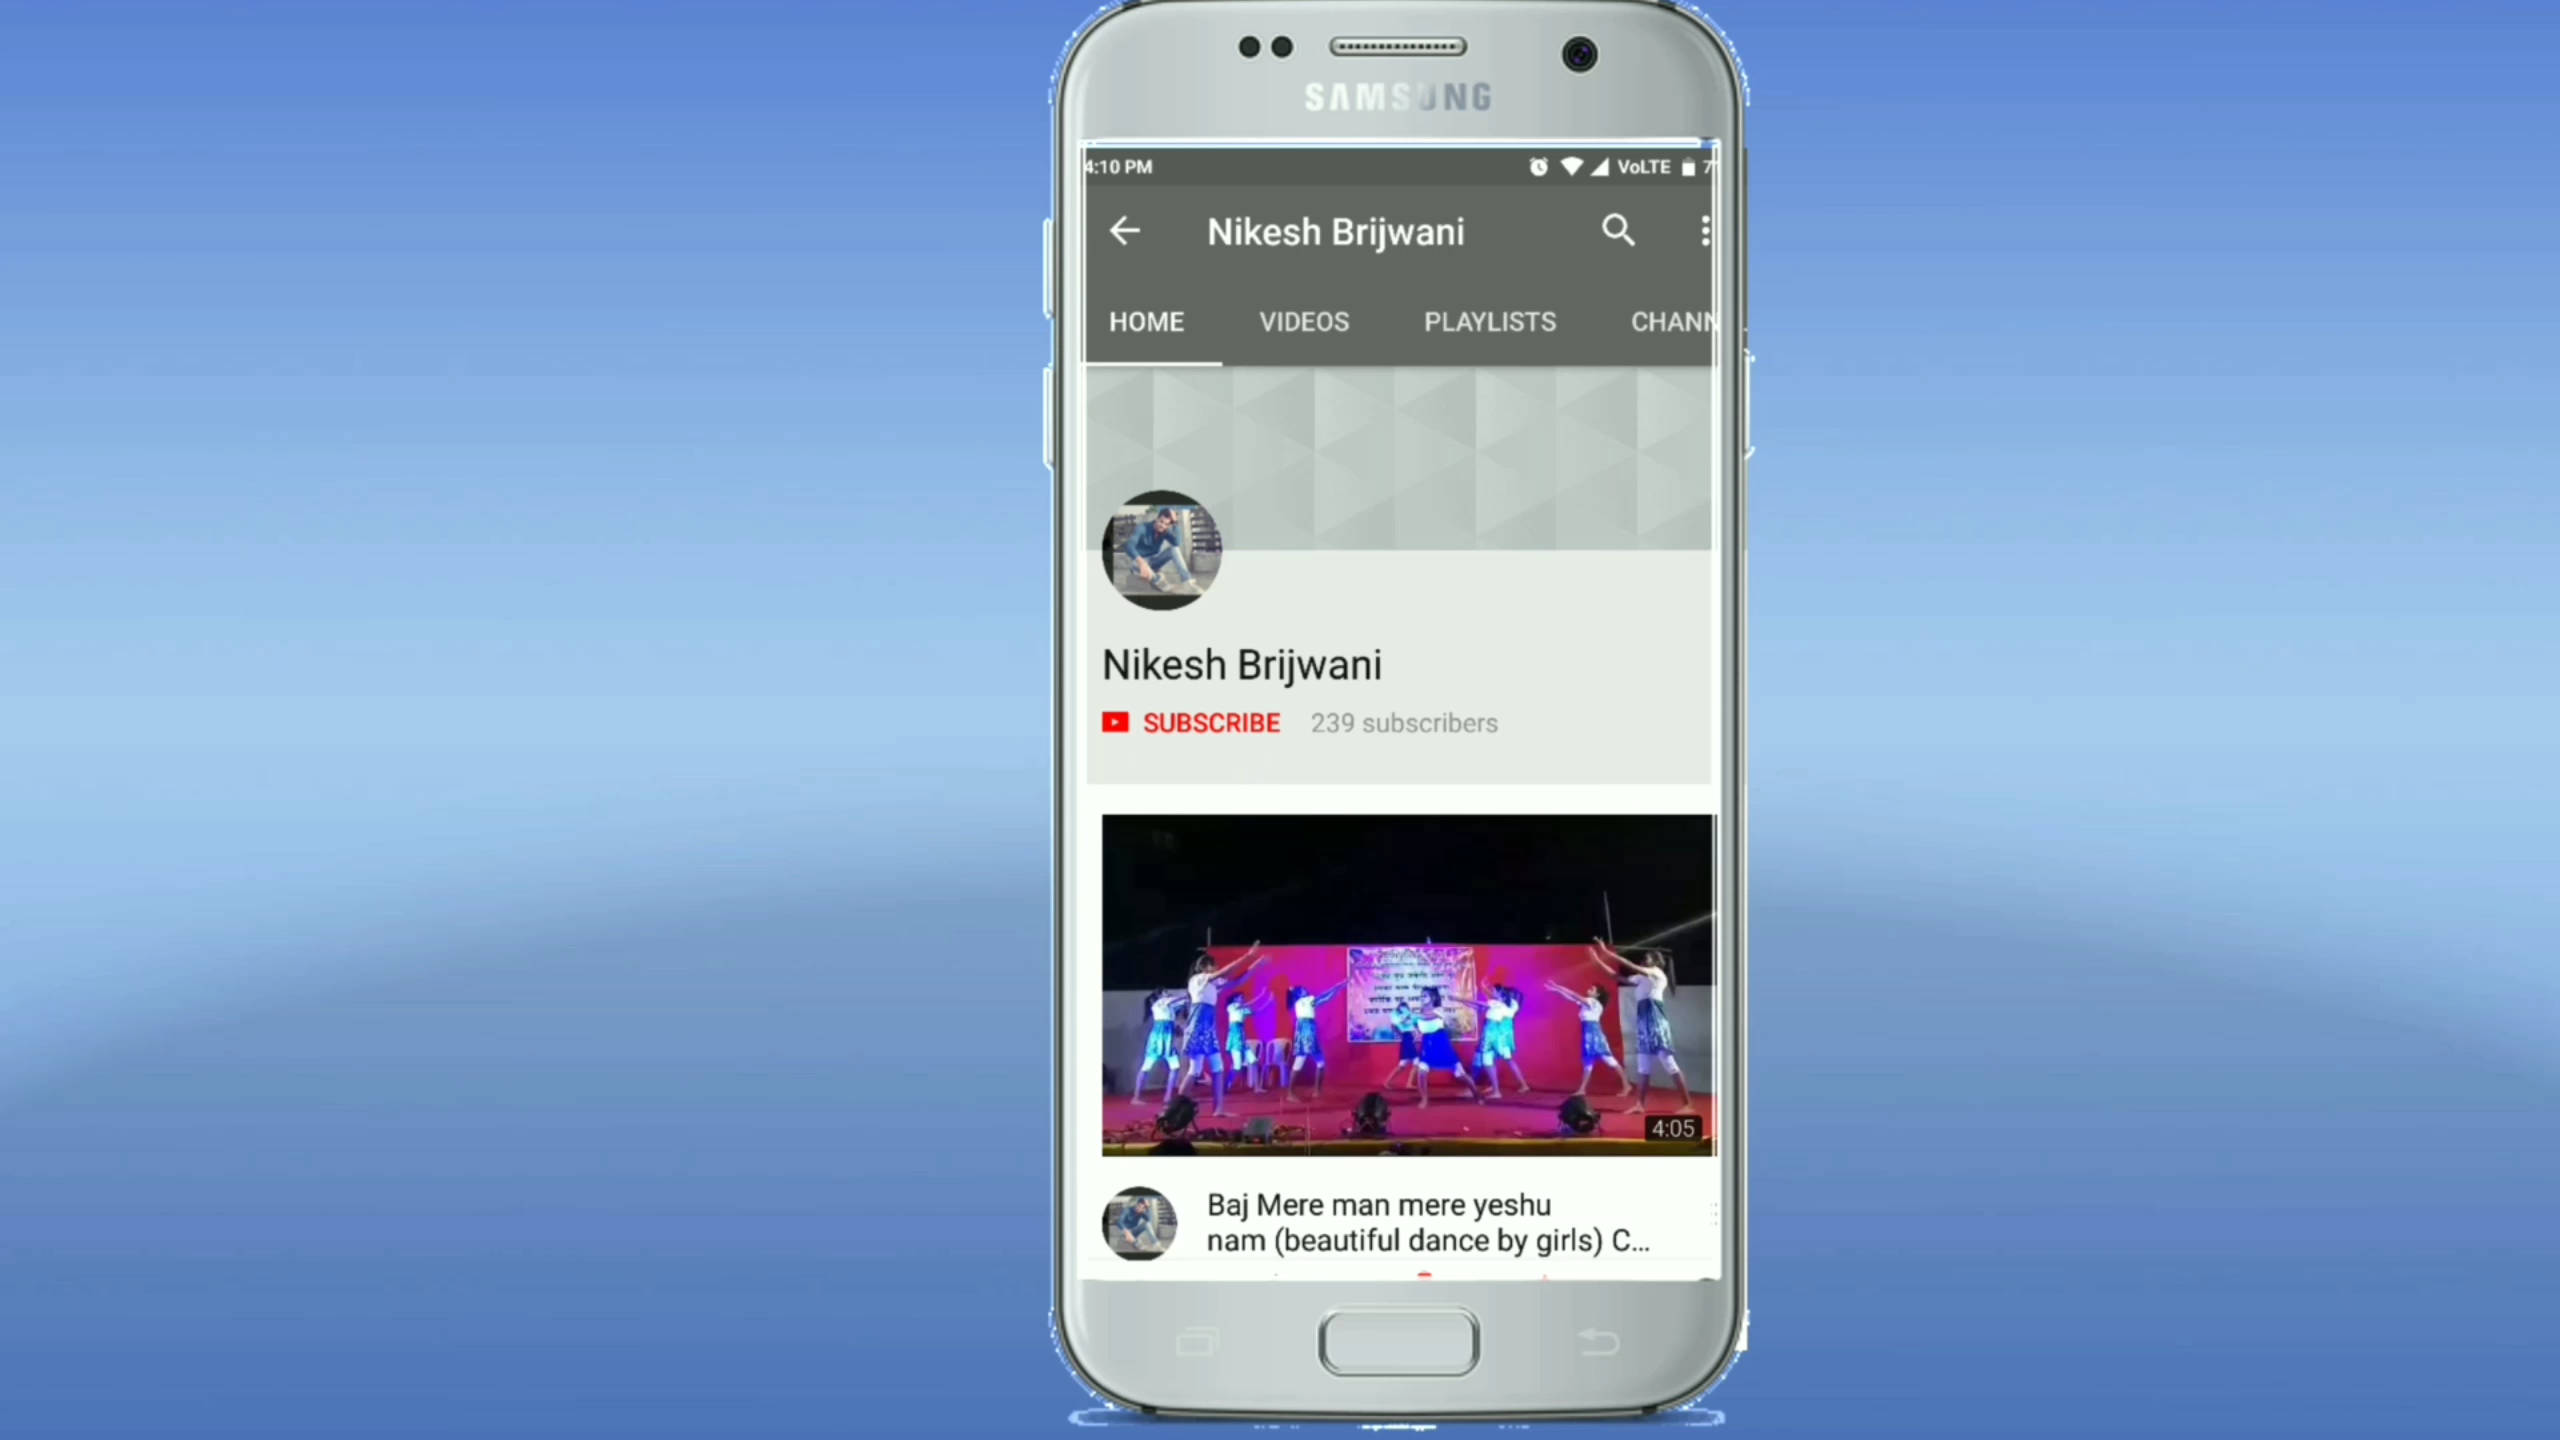 SAMSUNG
4:10 PM
VoLTE
Nikesh Brijwani
HOME VIDEOS PLAYLISTS CHANN
Nikesh Brijwani
SUBSCRIBE 239 subscribers
4:05
Baj Mere man mere yeshu
nam (beautiful dance by girls) C...